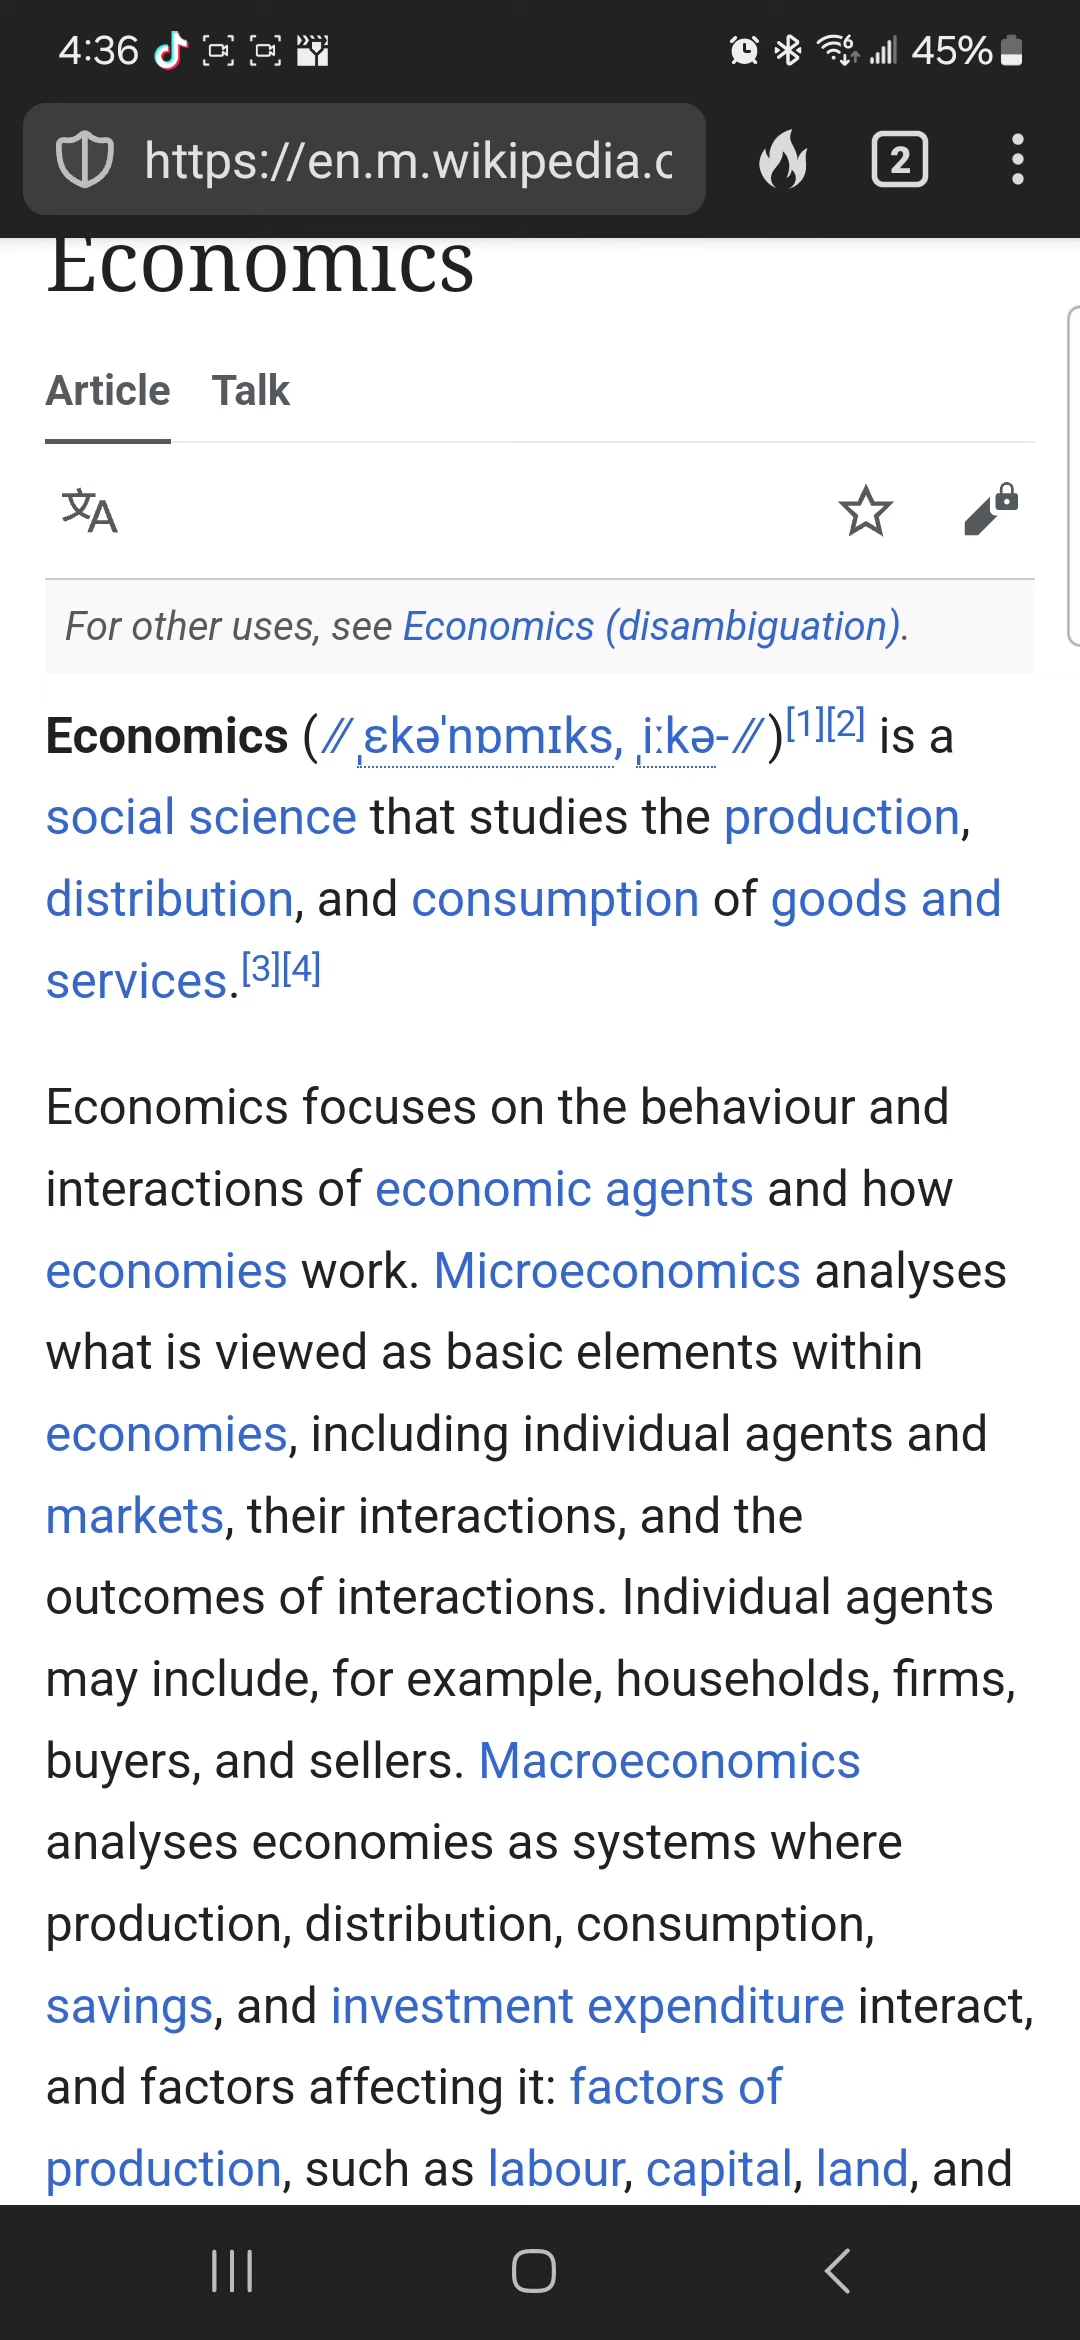 4:36
45%
https://en.m.wikipedia.c
2
Economics
Article Talk
文A
For other uses, see Economics (disambiguation).
Economics (//ˌɛkəˈnɒmɪks, ˌiːkə-//)[1][2] is a
social science that studies the production,
distribution, and consumption of goods and
services.[3][4]
Economics focuses on the behaviour and
interactions of economic agents and how
economies work. Microeconomics analyses
what is viewed as basic elements within
economies, including individual agents and
markets, their interactions, and the
outcomes of interactions. Individual agents
may include, for example, households, firms,
buyers, and sellers. Macroeconomics
analyses economies as systems where
production, distribution, consumption,
savings, and investment expenditure interact,
and factors affecting it: factors of
production, such as labour, capital, land, and